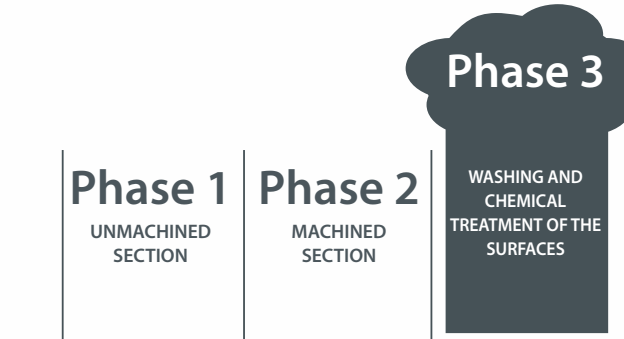 Phase 1
UNMACHINED
SECTION
Phase 2
MACHINED
SECTION
Phase 3
WASHING AND
CHEMICAL
TREATMENT OF THE
SURFACES